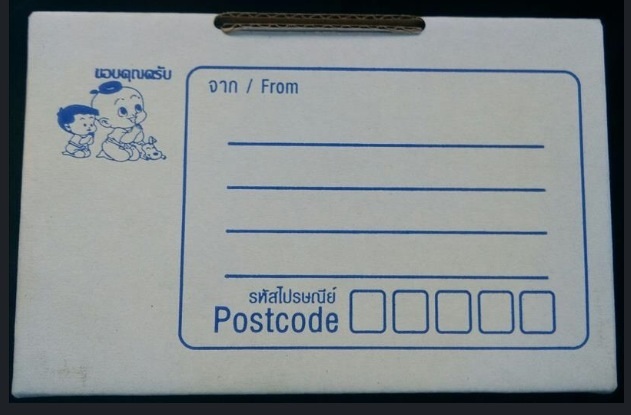 ขอบคุณครับ
จาก / From
รหัสไปรษณีย์
Postcode